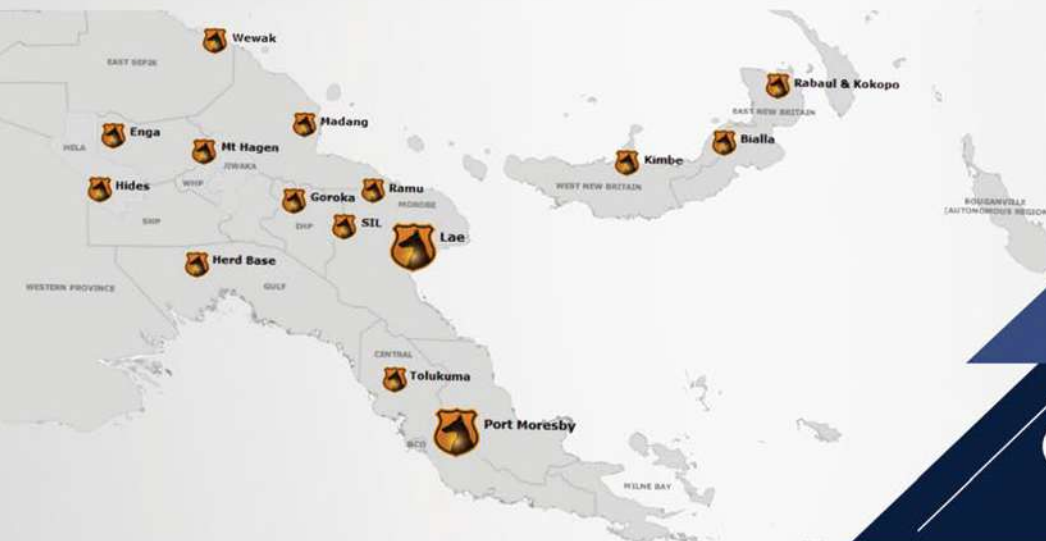 Wewak
EAST SEPIK
Rabaul & Kokopo
EAST NEW BRITAIN
Madang
Enga
Bialla
HELA
Mt Hagen
Kimbe
JIWAKA
Hides
WHP
WEST NEW BRITAIN
Ramu
Goroka
MOROBE
BOUGANVILLE
(AUTONOMOUS REGION
SHP
EHP
SIL
Lae
Herd Base
WESTERN PROVINCE
GULF
CENTRAL
Tolukuma
Port Moresby
NCD
MILNE BAY